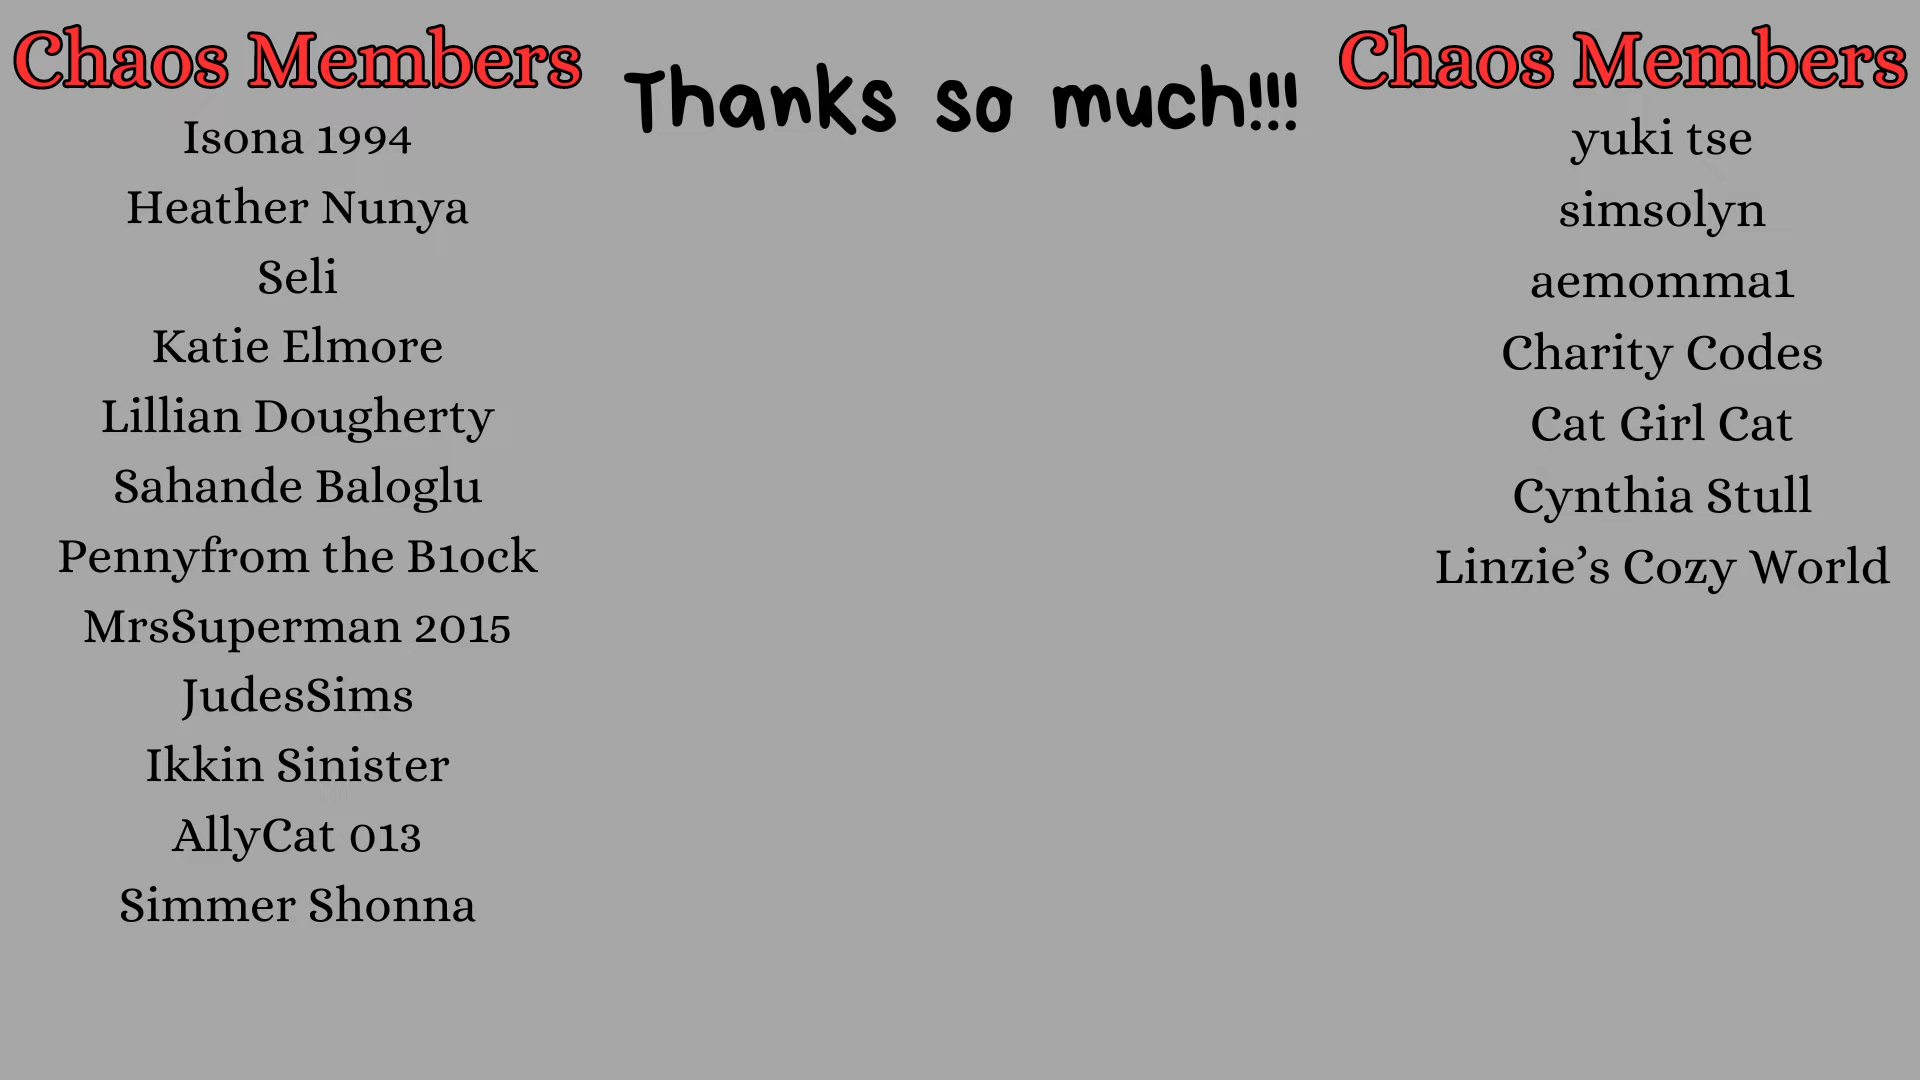 Chaos Members
Isona 1994
Heather Nunya
Seli
Katie Elmore
Lillian Dougherty
Sahande Baloglu
Pennyfrom the B1ock
MrsSuperman 2015
JudesSims
Ikkin Sinister
AllyCat 013
Simmer Shonna
Thanks so much!!!
Chaos Members
yuki tse
simsolyn
aemomma1
Charity Codes
Cat Girl Cat
Cynthia Stull
Linzie’s Cozy World